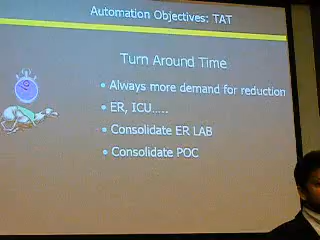 Automation Objectives: TAT
Turn Around Time
• Always more demand for reduction
• ER, ICU.....
• Consolidate ER LAB
• Consolidate POC